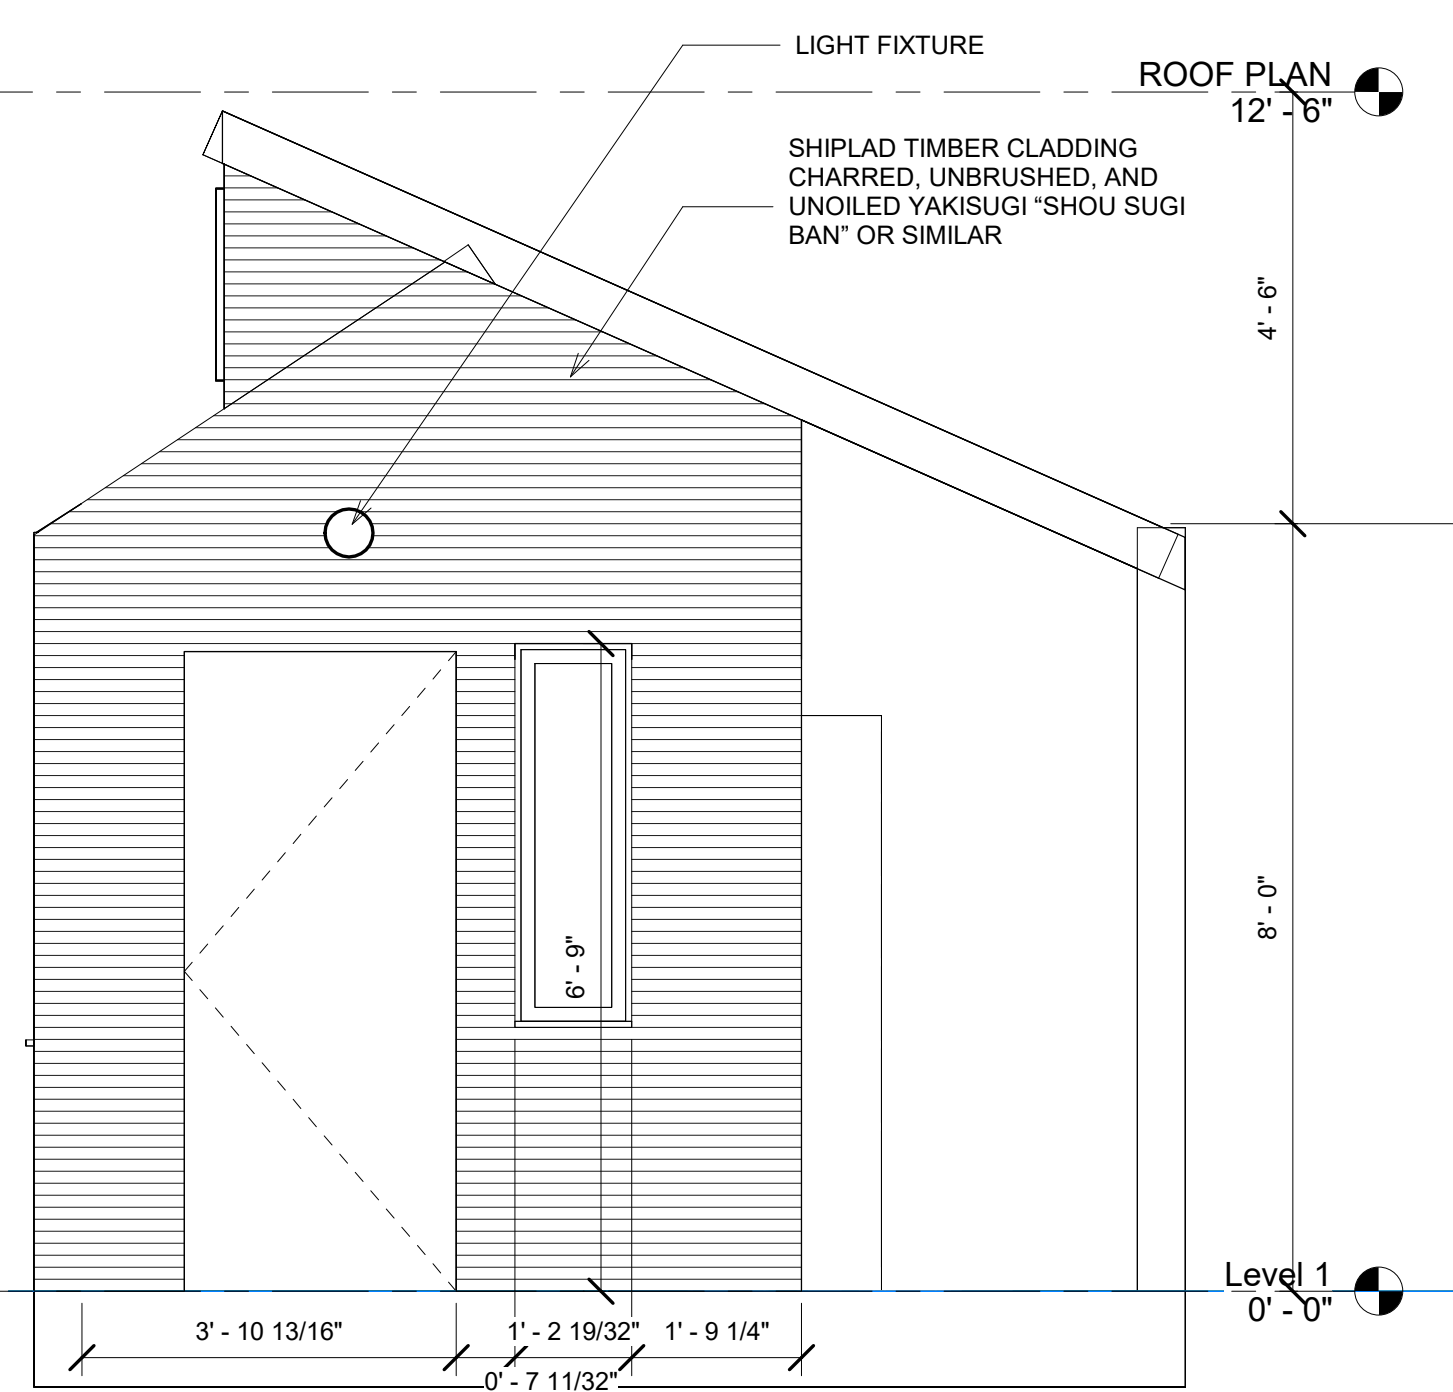 LIGHT FIXTURE
ROOF PLAN
12' - 6"
SHIPLAD TIMBER CLADDING
CHARRED, UNBRUSHED, AND
UNOILED YAKISUGI “SHOU SUGI
BAN” OR SIMILAR
4' - 6"
8' - 0"
6' - 9"
Level 1
0' - 0"
3' - 10 13/16"
1' - 2 19/32"
1' - 9 1/4"
0' - 7 11/32"